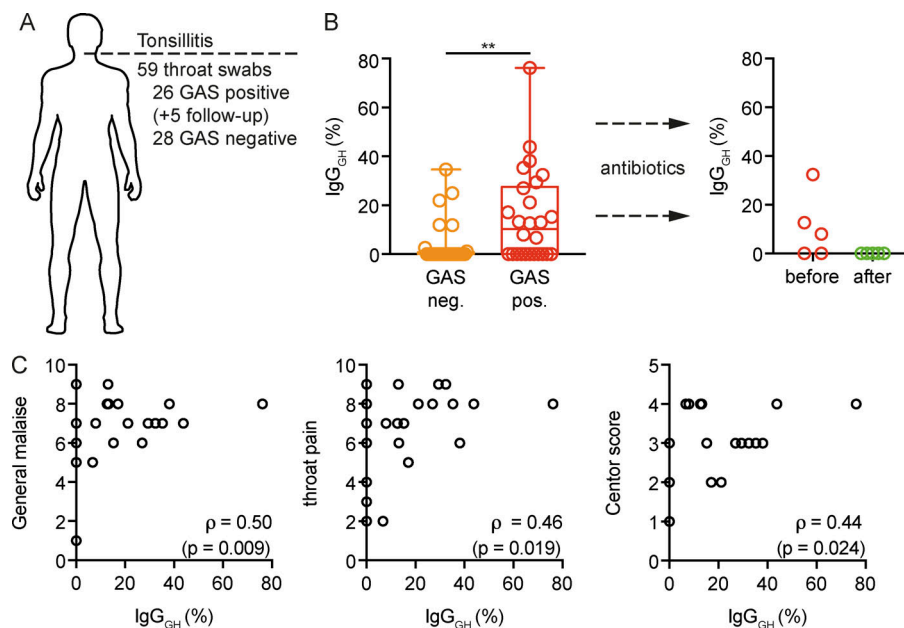 A
Tonsillitis
59 throat swabs
26 GAS positive
(+5 follow-up)
28 GAS negative
B
**
80
60
40
20
0
IgG_GH (%)
GAS
neg.
GAS
pos.
antibiotics
80
60
40
20
0
IgG_GH (%)
before
after
C
10
8
6
4
2
0
General malaise
ρ = 0.50
(p = 0.009)
0 20 40 60 80
IgG_GH (%)
10
8
6
4
2
0
throat pain
ρ = 0.46
(p = 0.019)
0 20 40 60 80
IgG_GH (%)
5
4
3
2
1
0
Centor score
ρ = 0.44
(p = 0.024)
0 20 40 60 80
IgG_GH (%)